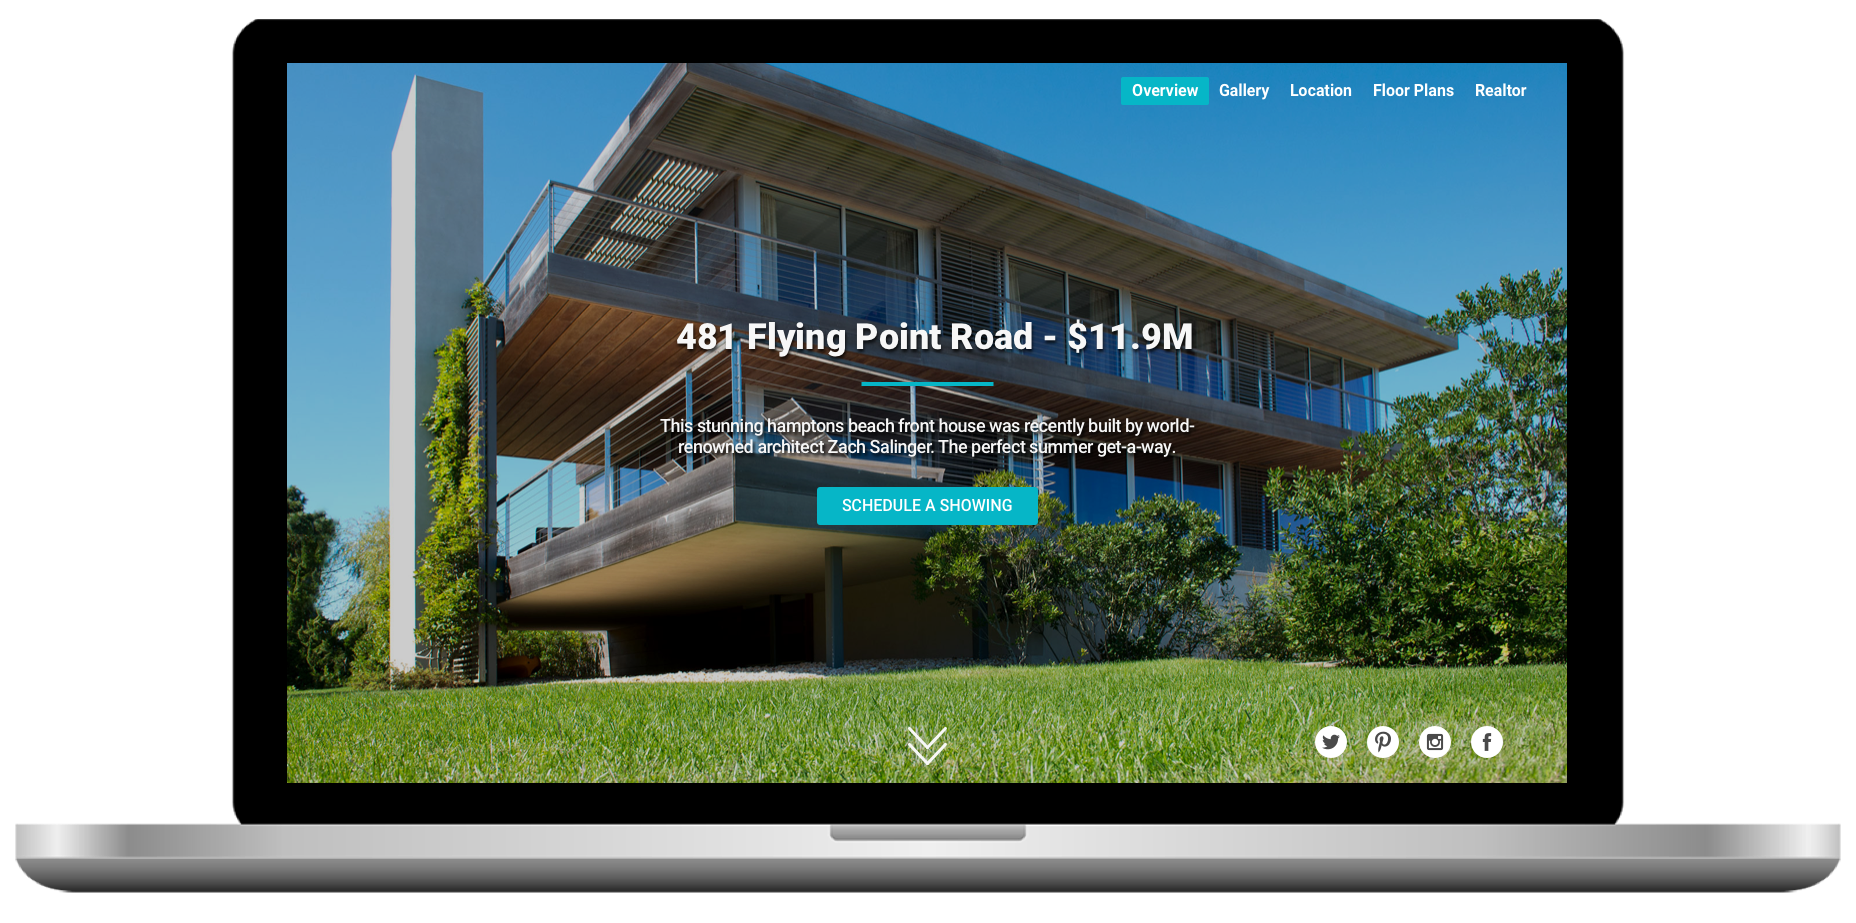 Overview Gallery Location Floor Plans Realtor
481 Flying Point Road - $11.9M
This stunning hamptons beach front house was recently built by world-
renowned architect Zach Salinger. The perfect summer get-a-way.
SCHEDULE A SHOWING